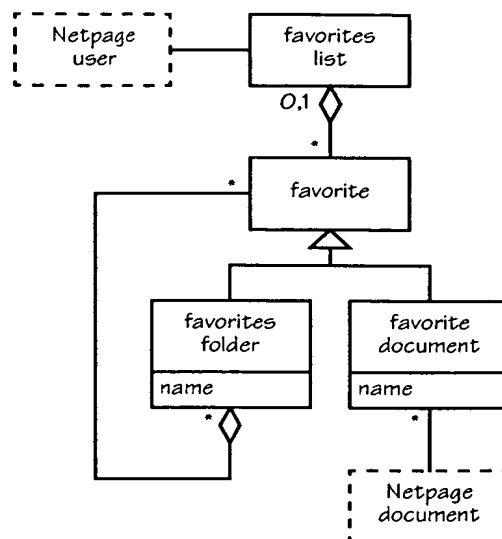 Netpage
user
favorites
list
0,1
*
*
favorite
favorites
folder
name
favorite
document
name
*
*
Netpage
document